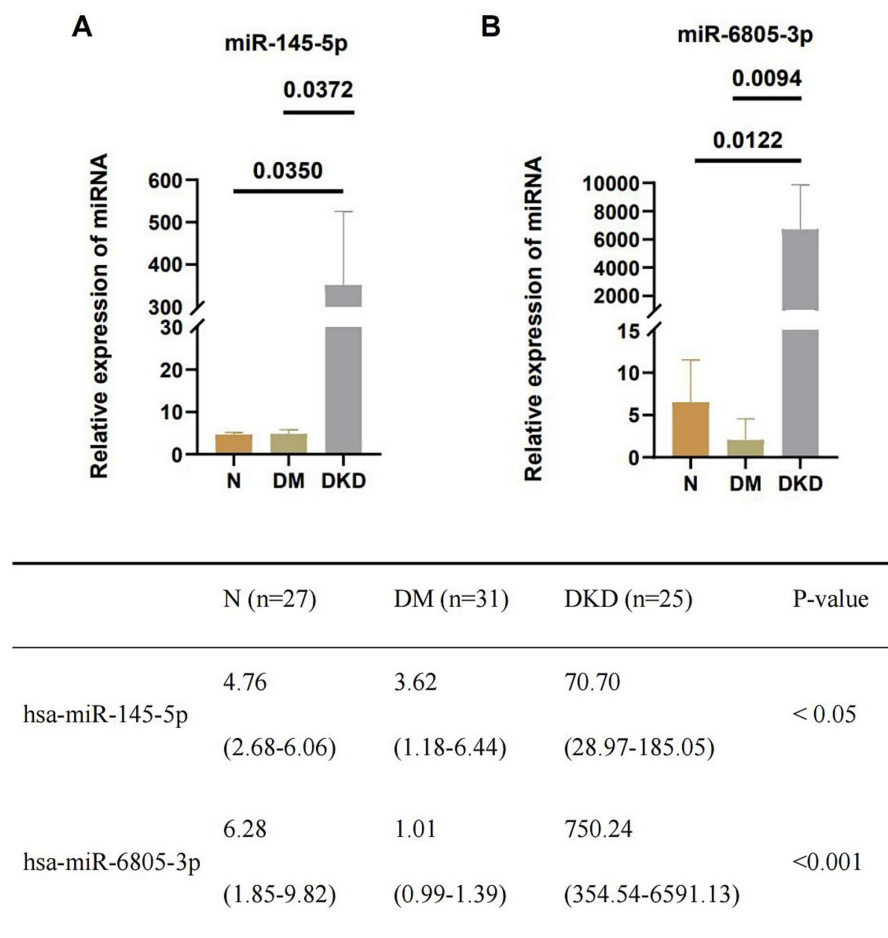 A
miR-145-5p
0.0372
0.0350
Relative expression of miRNA
600
500
400
300
30
20
10
0
N DM DKD
B
miR-6805-3p
0.0094
0.0122
Relative expression of miRNA
10000
8000
6000
4000
2000
15
10
5
0
N DM DKD
N (n=27) DM (n=31) DKD (n=25) P-value
4.76 3.62 70.70
hsa-miR-145-5p < 0.05
(2.68-6.06) (1.18-6.44) (28.97-185.05)
6.28 1.01 750.24
hsa-miR-6805-3p <0.001
(1.85-9.82) (0.99-1.39) (354.54-6591.13)